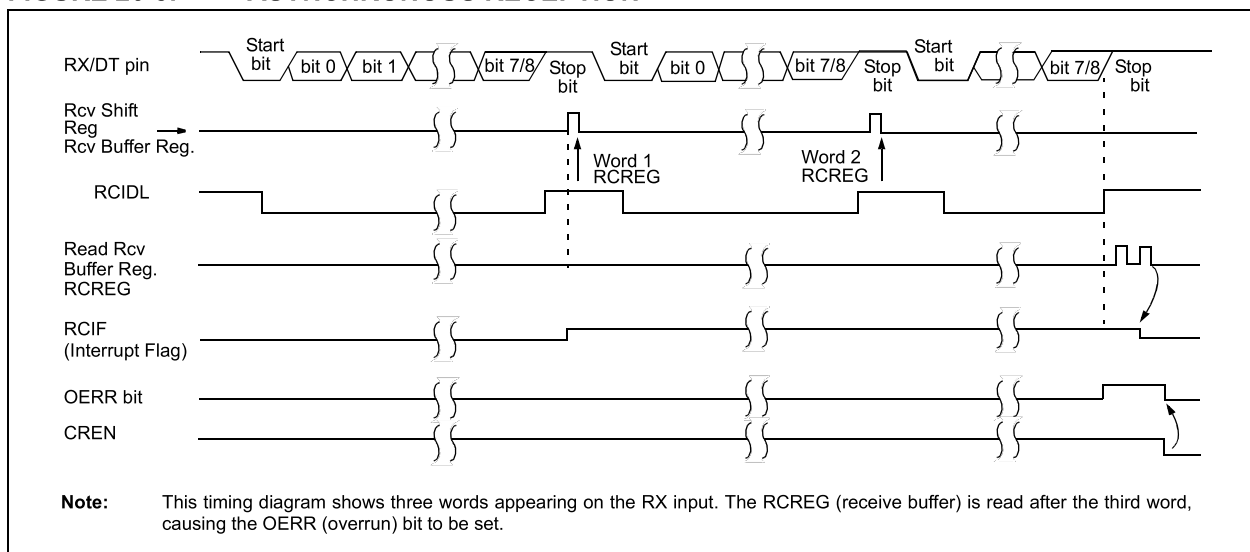 RX/DT pin
Start bit
bit 0
bit 1
bit 7/8
Stop bit
Start bit
bit 0
bit 7/8
Stop bit
Start bit
bit 7/8
Stop bit
Rcv Shift
Reg
Rcv Buffer Reg.
Word 1
RCREG
Word 2
RCREG
RCIDL
Read Rcv
Buffer Reg.
RCREG
RCIF
(Interrupt Flag)
OERR bit
CREN
Note: This timing diagram shows three words appearing on the RX input. The RCREG (receive buffer) is read after the third word,
causing the OERR (overrun) bit to be set.